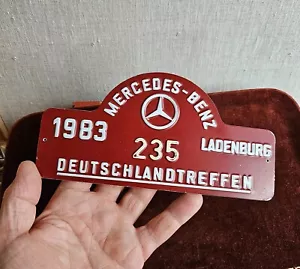 MERCEDES-BENZ
1983
235
LADENBURG
DEUTSCHLANDTREFFEN